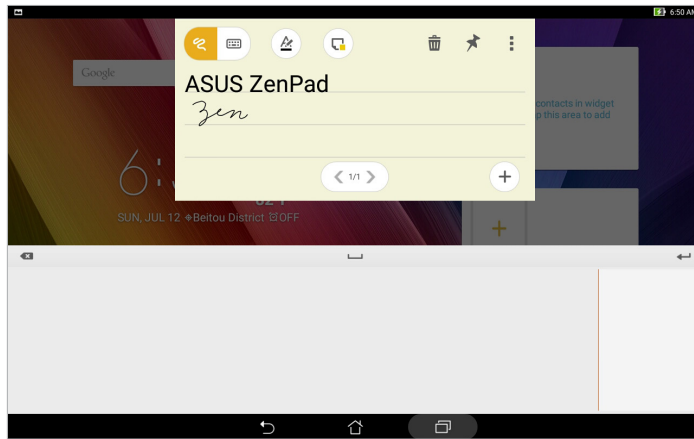 6:50 AM
Google
ASUS ZenPad
zen
contacts in widget
p this area to add
1/1
6:
SUN, JUL 12 Beitou District OFF